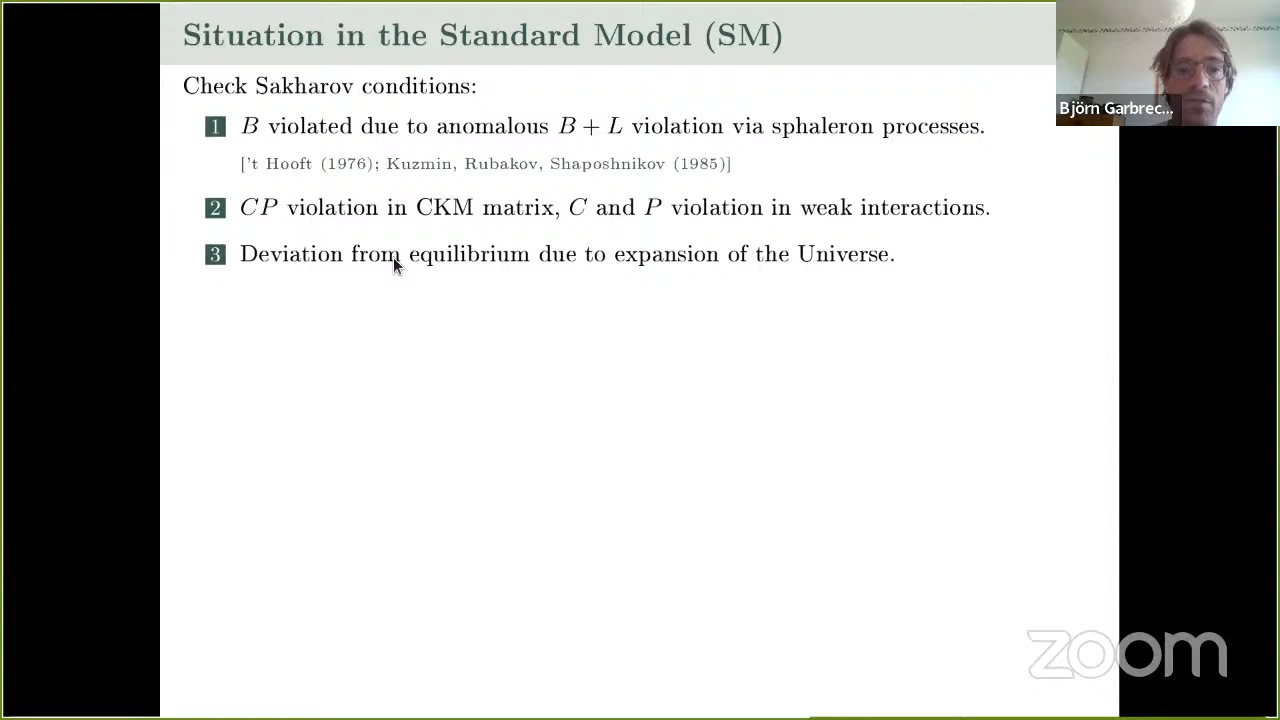 Situation in the Standard Model (SM)
Check Sakharov conditions:
1 B violated due to anomalous B + L violation via sphaleron processes.
['t Hooft (1976); Kuzmin, Rubakov, Shaposhnikov (1985)]
2 CP violation in CKM matrix, C and P violation in weak interactions.
3 Deviation from equilibrium due to expansion of the Universe.
Björn Garbrec...
zoom